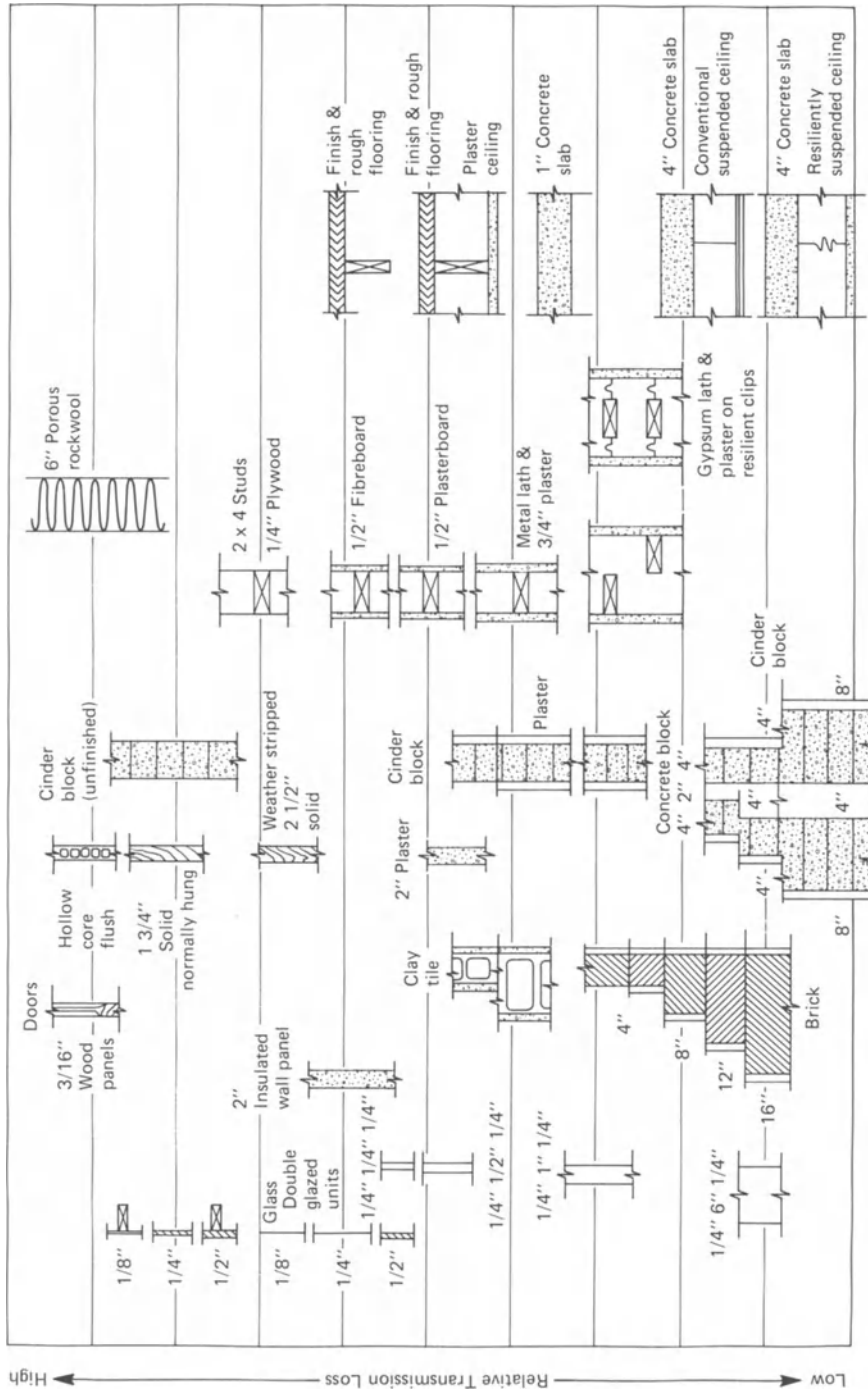 High
Relative Transmission Loss
Low
1/8"
1/4"
1/2"
Glass
Double
glazed
units
1/8"
1/4"
1/2"
1/4" 1/4" 1/4"
1/4" 1/2" 1/4"
1/4" 1" 1/4"
1/4" 6" 1/4"
Doors
3/16"
Wood
panels
Hollow
core
flush
1 3/4"
Solid
normally hung
Weather stripped
2 1/2"
solid
2"
Insulated
wall panel
Clay
tile
2" Plaster
4"
8"
12"
16"
Brick
Cinder
block
(unfinished)
Cinder
block
Plaster
Concrete block
4" 2" 4"
4"
4"
4"
4"
8"
8"
Cinder
block
6" Porous
rockwool
2 x 4 Studs
1/4" Plywood
1/2" Fibreboard
1/2" Plasterboard
Metal lath &
3/4" plaster
Gypsum lath &
plaster on
resilient clips
Finish &
rough
flooring
Finish & rough
flooring
Plaster
ceiling
1" Concrete
slab
4" Concrete slab
Conventional
suspended ceiling
4" Concrete slab
Resiliently
suspended ceiling